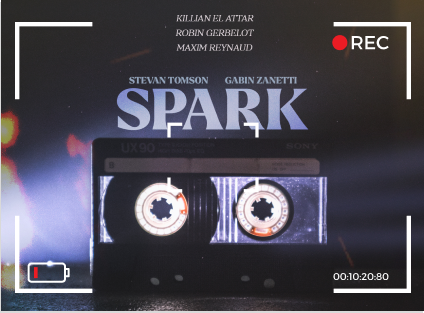 KILLIAN EL ATTAR
ROBIN GERBELOT
MAXIM REYNAUD
REC
STEVAN TOMSON GABIN ZANETTI
SPARK
UX90
SONY
00:10:20:80